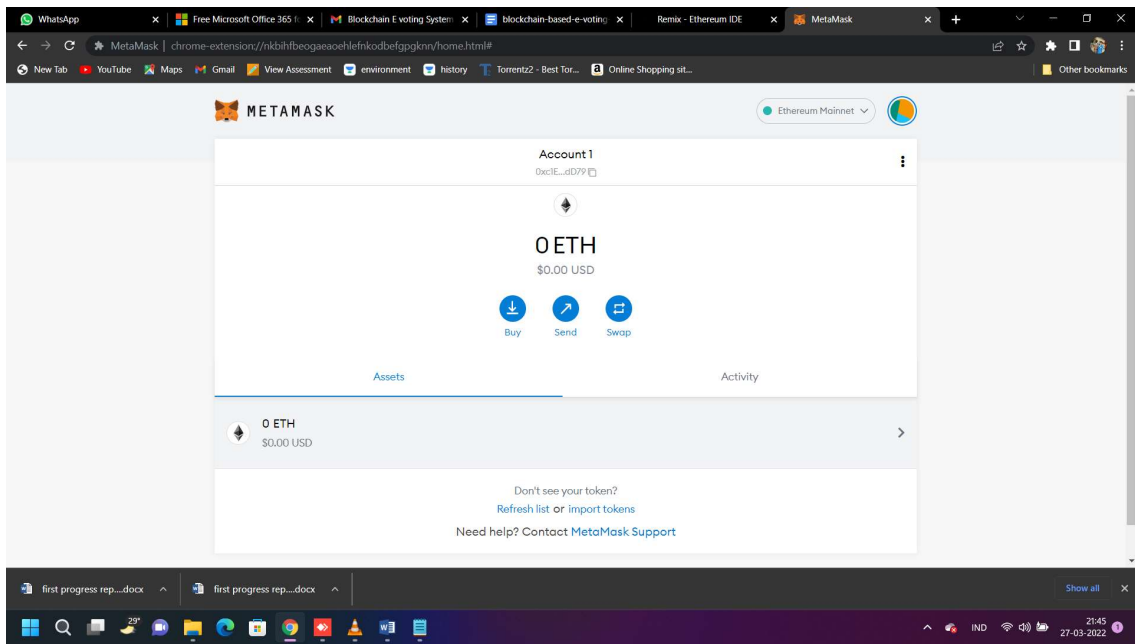 WhatsApp
Free Microsoft Office 365 f
Blockchain E voting System
blockchain-based-e-voting
Remix - Ethereum IDE
MetaMask
MetaMask | chrome-extension://nkbihfbeogaeaoehlefnkodbefgpgknn/home.html#
New Tab YouTube Maps Gmail View Assessment environment history Torrentz2 - Best Tor... Online Shopping sit... Other bookmarks
METAMASK
Ethereum Mainnet
Account 1
0xc1E...dD79
0 ETH
$0.00 USD
Buy Send Swap
Assets Activity
0 ETH
$0.00 USD
Don't see your token?
Refresh list or import tokens
Need help? Contact MetaMask Support
first progress rep....docx first progress rep....docx Show all
29°
IND
21:45
27-03-2022
1